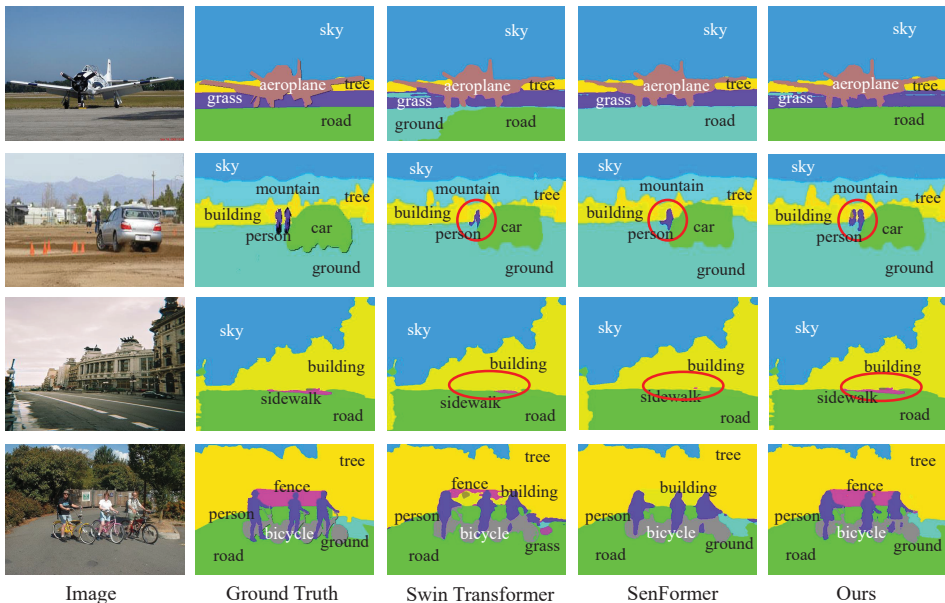 sky sky sky sky
aeroplane tree aeroplane tree aeroplane tree aeroplane tree
grass grass grass grass
road ground road road
sky sky sky sky
mountain mountain mountain mountain
tree tree tree tree
building building building building
person car person car person car person car
ground ground ground ground
sky sky sky sky
building building building building
sidewalk sidewalk sidewalk sidewalk
road road road road
tree tree tree tree
fence fence building
building
person person person person
bicycle bicycle bicycle bicycle
ground grass ground
road road road road
Image Ground Truth Swin Transformer SenFormer Ours